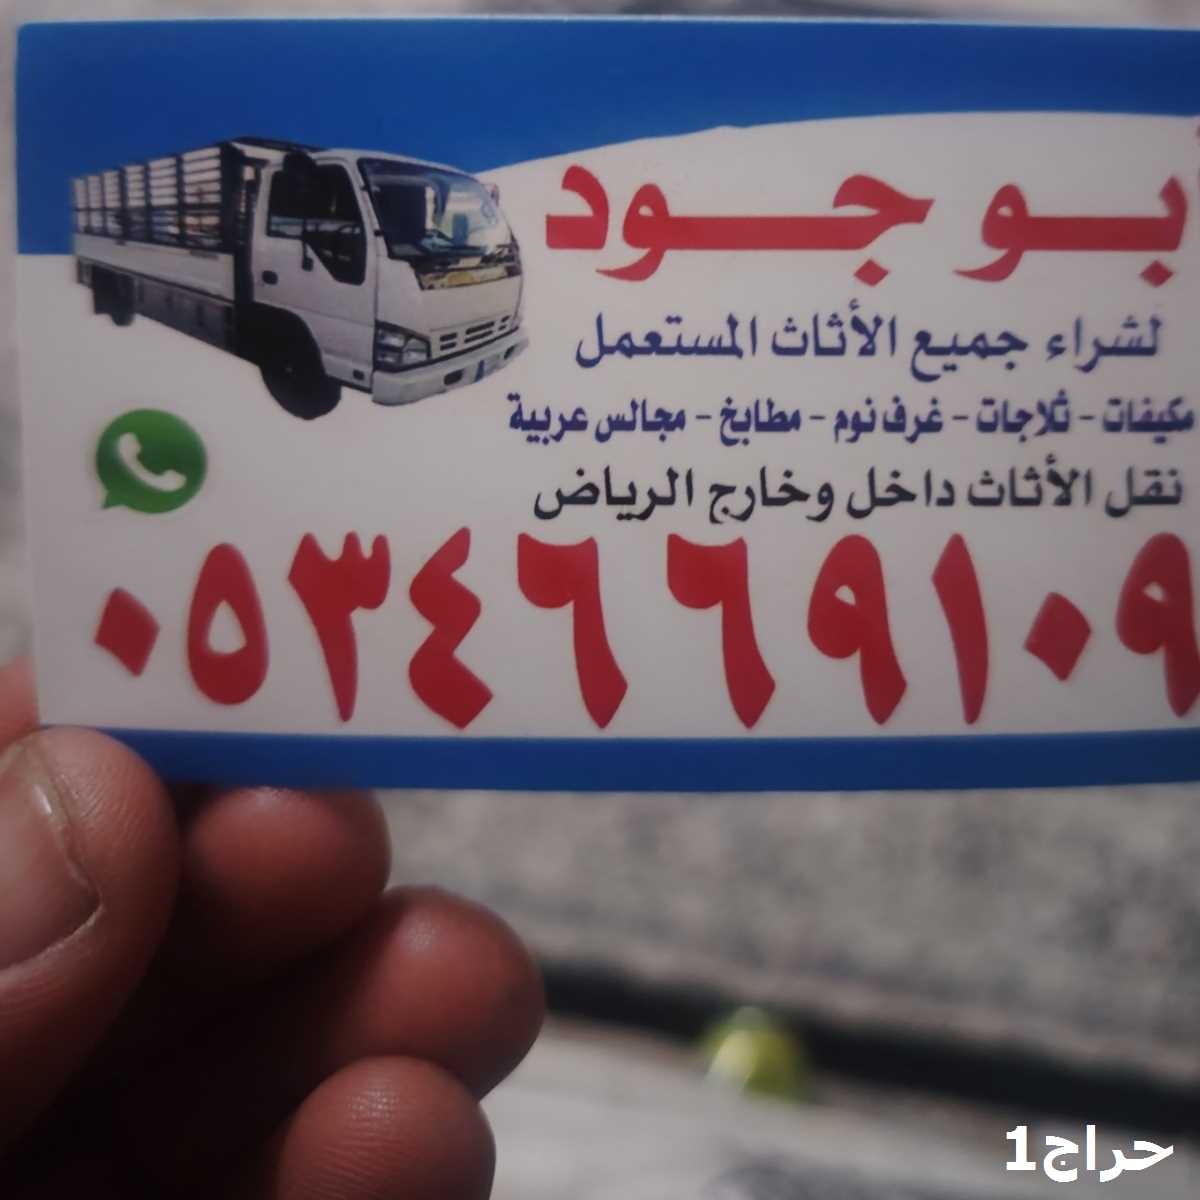 أبو جود
لشراء جميع الأثاث المستعمل
مكيفات - ثلاجات - غرف نوم - مطابخ - مجالس عربية
نقل الأثاث داخل وخارج الرياض
٠٥٣٤٦٦٩١٠٩
حراج1